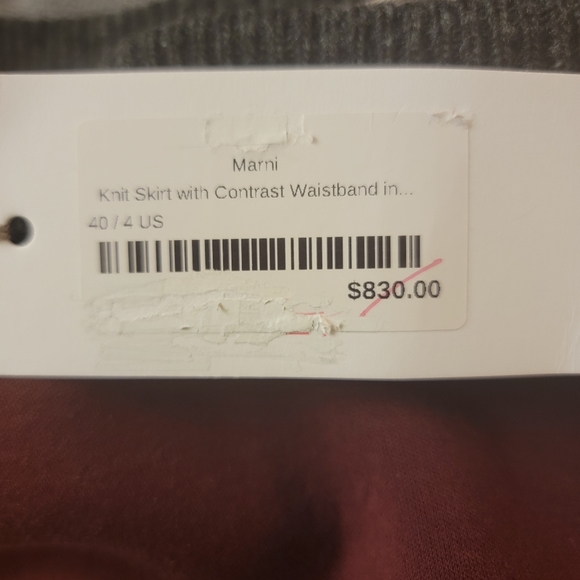 Marni
Knit Skirt with Contrast Waistband in...
40 / 4 US
$830.00